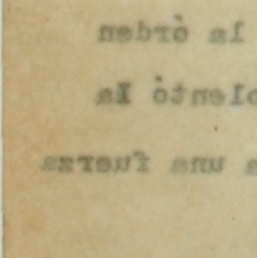 la órden
olentó la
a una fuerza